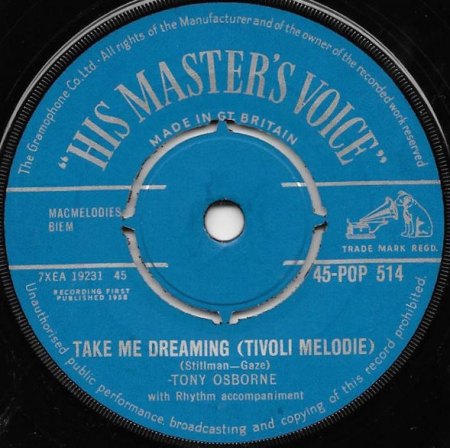 The Gramophone Co. Ltd.- All rights of the Manufacturer and of the owner of the recorded work reserved
"HIS MASTER'S VOICE"
MADE IN GT BRITAIN
MACMELODIES
BIEM
TRADE MARK REGD.
7XEA 19231 45
45-POP 514
RECORDING FIRST
PUBLISHED 1958
TAKE ME DREAMING (TIVOLI MELODIE)
(Stillman—Gaze)
-TONY OSBORNE
with Rhythm accompaniment
Unauthorised public performance, broadcasting and copying of this record prohibited